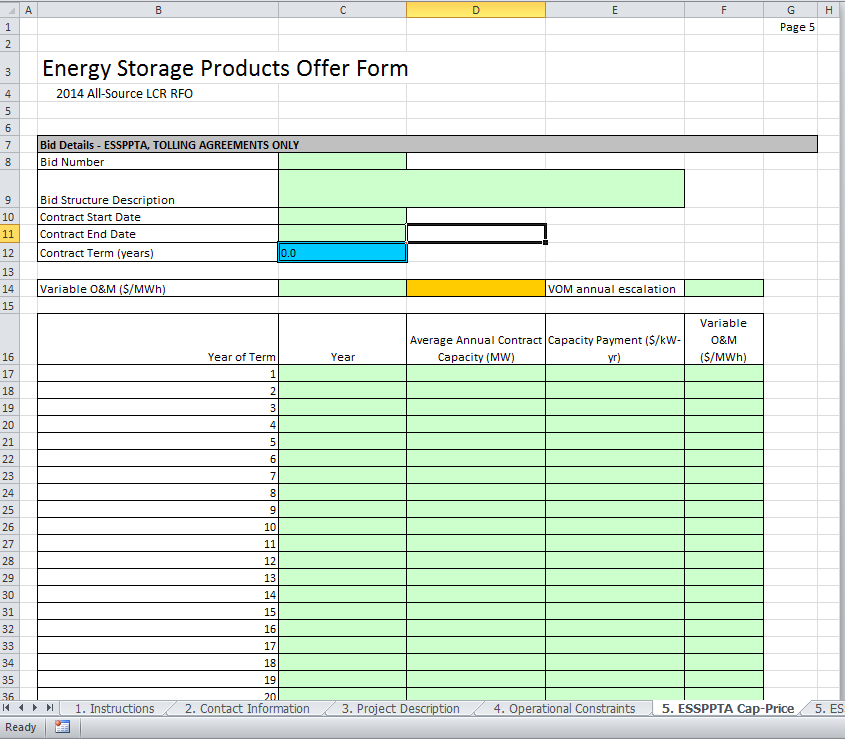 A B C D E F G H
1 Page 5
2
3 Energy Storage Products Offer Form
4 2014 All-Source LCR RFO
5
6
7 Bid Details - ESSPPTA, TOLLING AGREEMENTS ONLY
8 Bid Number
9 Bid Structure Description
10 Contract Start Date
11 Contract End Date
12 Contract Term (years) 0.0
13
14 Variable O&M ($/MWh) VOM annual escalation
15
Variable
Average Annual Contract Capacity Payment ($/kW- O&M
16 Year of Term Year Capacity (MW) yr) ($/MWh)
17 1
18 2
19 3
20 4
21 5
22 6
23 7
24 8
25 9
26 10
27 11
28 12
29 13
30 14
31 15
32 16
33 17
34 18
35 19
36 20
1. Instructions 2. Contact Information 3. Project Description 4. Operational Constraints 5. ESSPPTA Cap-Price 5. ES
Ready